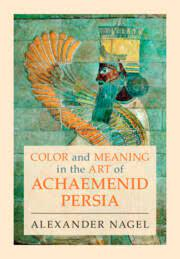 COLOR and MEANING
in the ART of
ACHAEMENID
PERSIA
ALEXANDER NAGEL